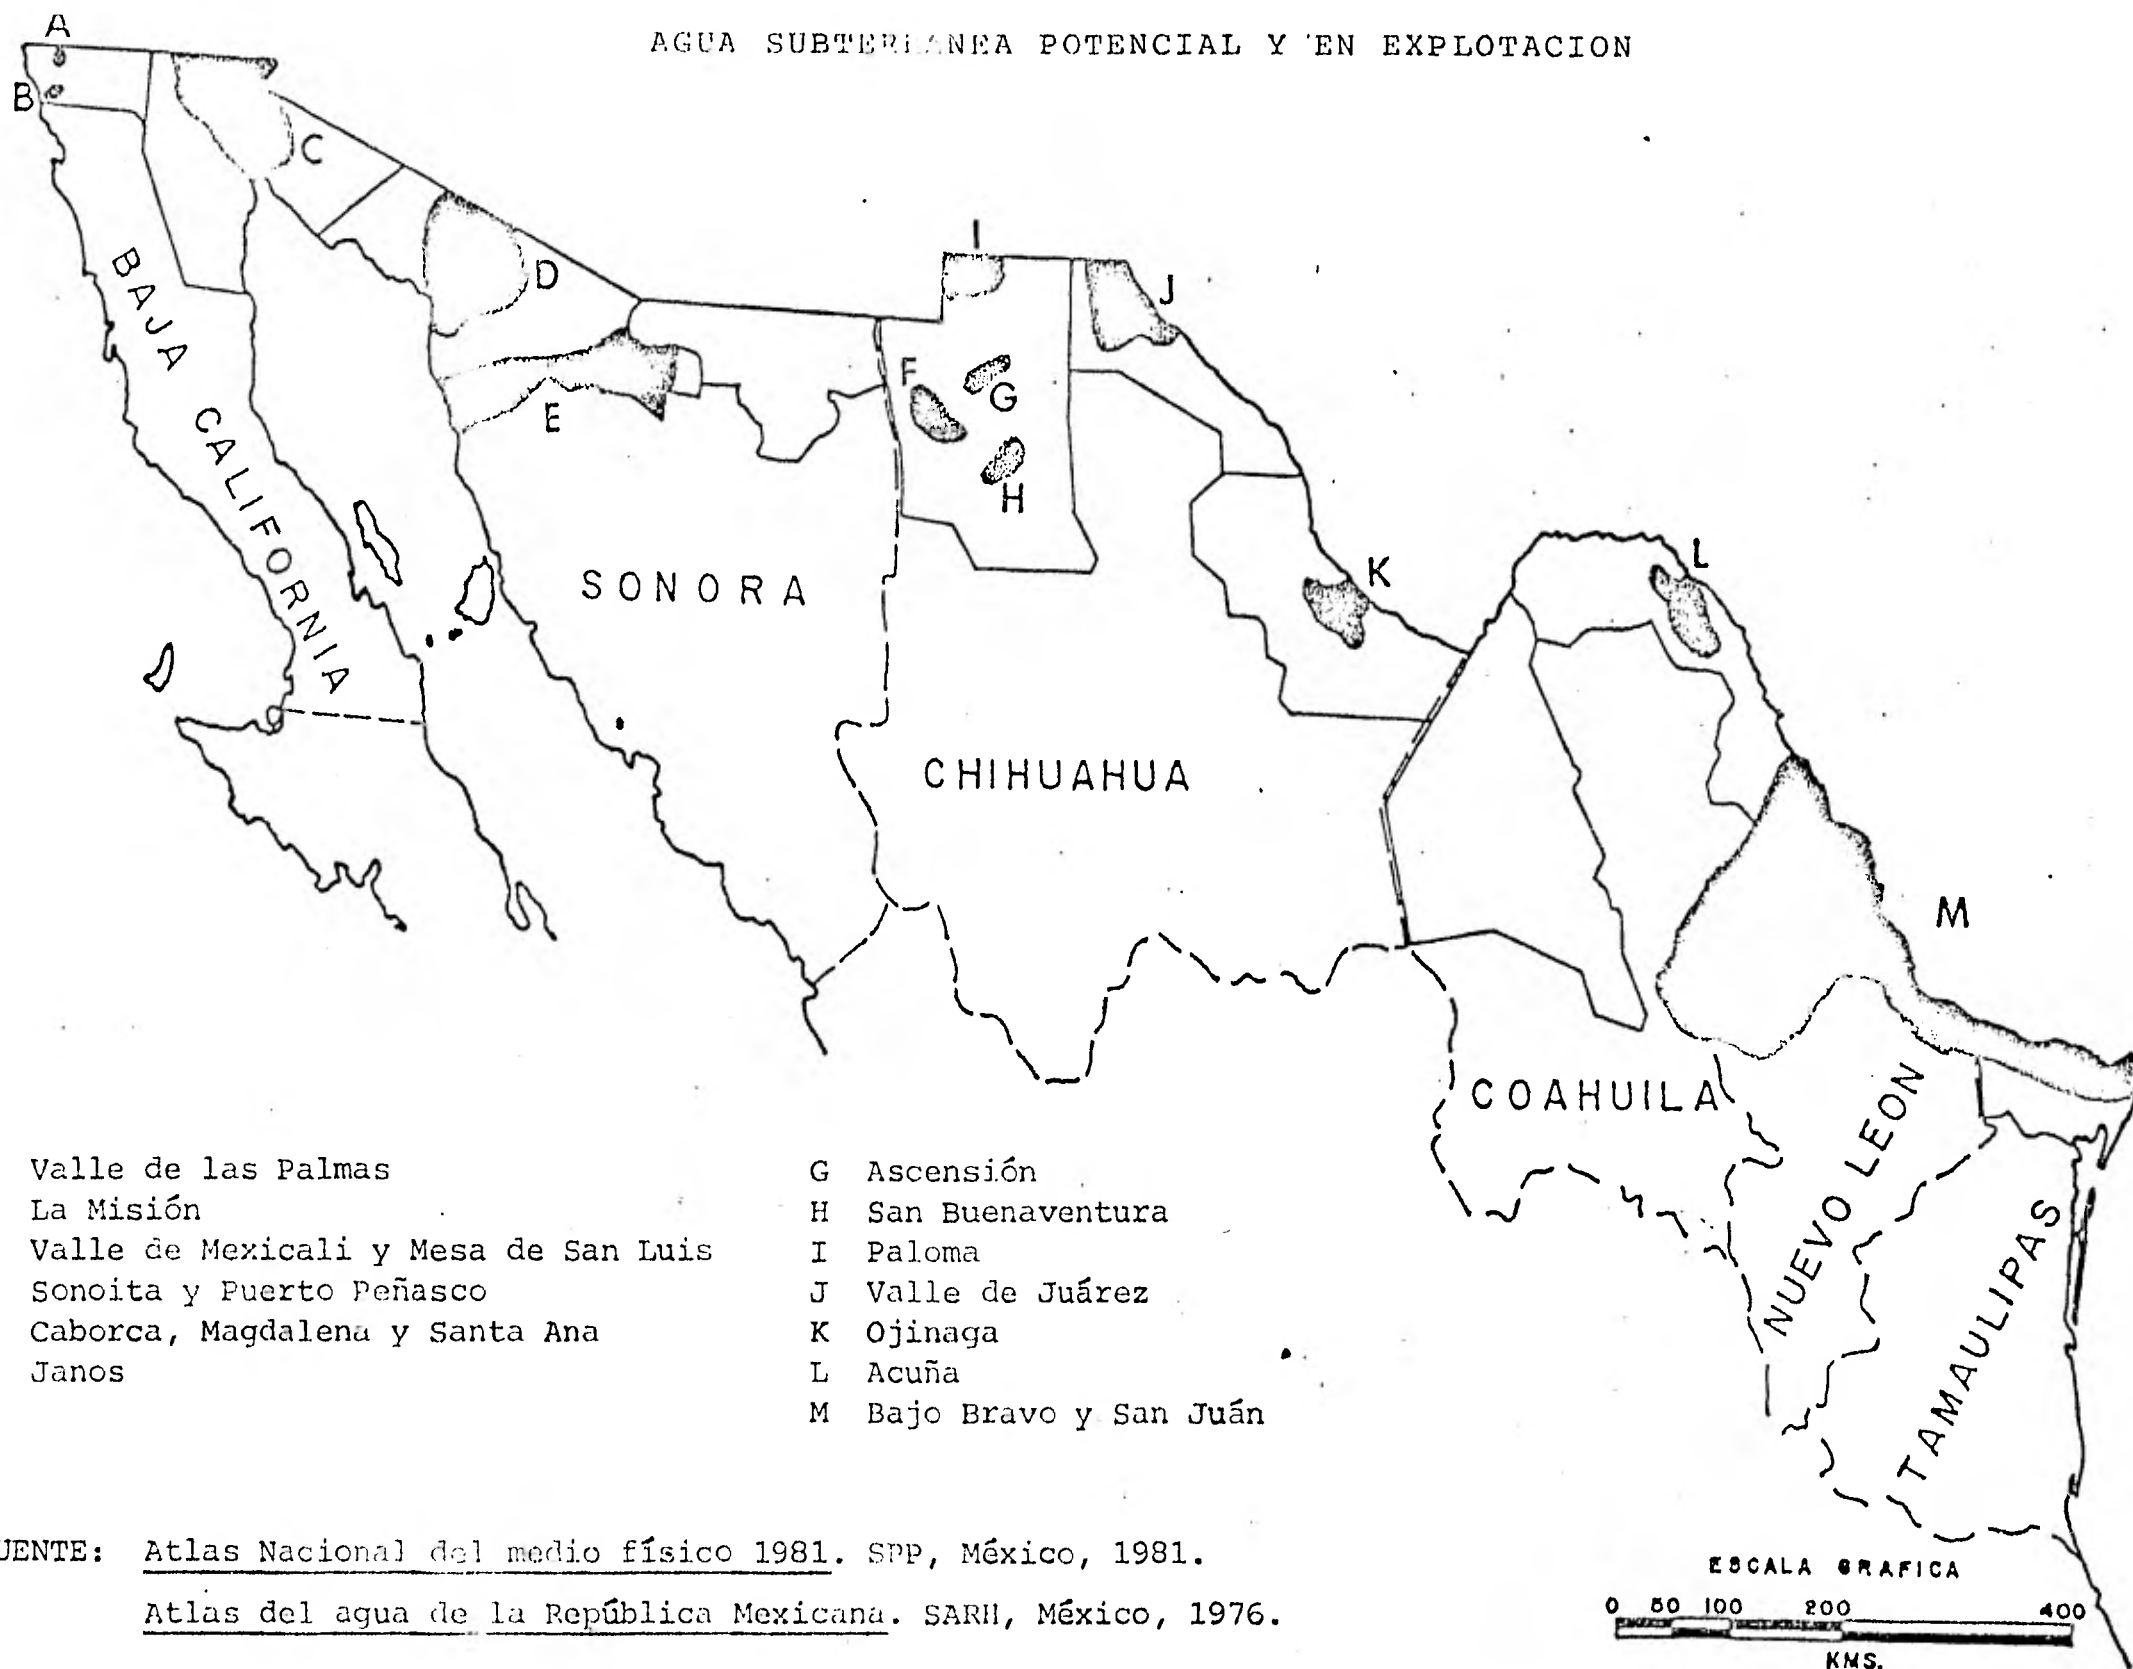 AGUA SUBTERRANEA POTENCIAL Y EN EXPLOTACION
A
B
C
D
E
F
G
H
I
J
K
L
M
BAJA CALIFORNIA
SONORA
CHIHUAHUA
COAHUILA
NUEVO LEON
TAMAULIPAS
Valle de las Palmas
La Misión
Valle de Mexicali y Mesa de San Luis
Sonoita y Puerto Peñasco
Caborca, Magdalena y Santa Ana
Janos
G Ascensión
H San Buenaventura
I Paloma
J Valle de Juárez
K Ojinaga
L Acuña
M Bajo Bravo y San Juán
UENTE: Atlas Nacional del medio físico 1981. SPP, México, 1981.
Atlas del agua de la República Mexicana. SARH, México, 1976.
ESCALA GRAFICA
0 50 100 200 400
KMS.